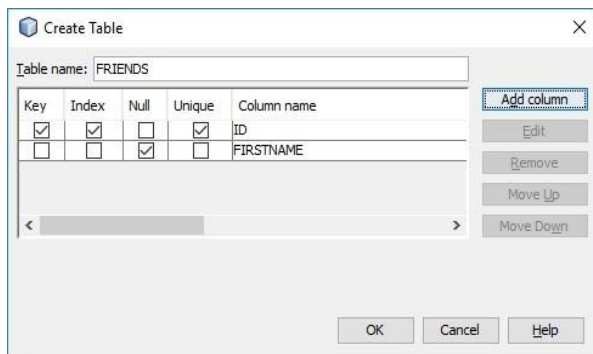 Create Table
Table name: FRIENDS
Key Index Null Unique Column name
ID
FIRSTNAME
Add column
Edit
Remove
Move Up
Move Down
OK Cancel Help